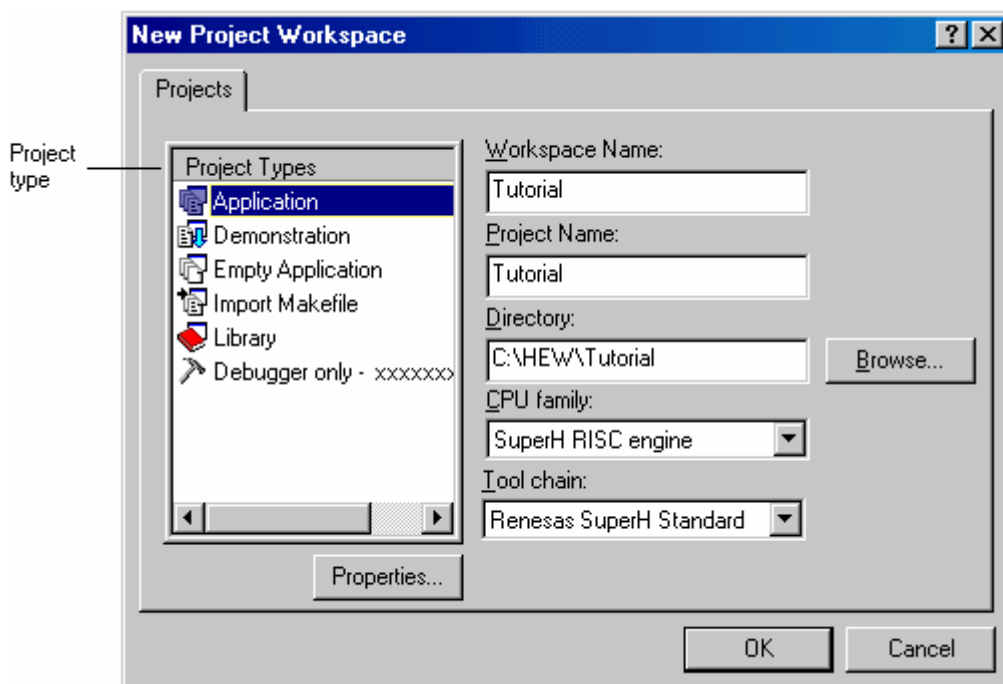 New Project Workspace
Projects
Project
type
Project Types
Application
Demonstration
Empty Application
Import Makefile
Library
Debugger only - xxxxxxx
Properties...
Workspace Name:
Tutorial
Project Name:
Tutorial
Directory:
C:\HEW\Tutorial
Browse...
CPU family:
SuperH RISC engine
Tool chain:
Renesas SuperH Standard
OK
Cancel